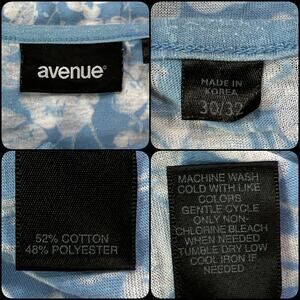 avenue
MADE IN
KOREA
30/32
52% COTTON
48% POLYESTER
MACHINE WASH
COLD WITH LIKE
COLORS,
GENTLE CYCLE
ONLY NON-
CHLORINE BLEACH
WHEN NEEDED
TUMBLE DRY LOW
COOL IRON IF
NEEDED